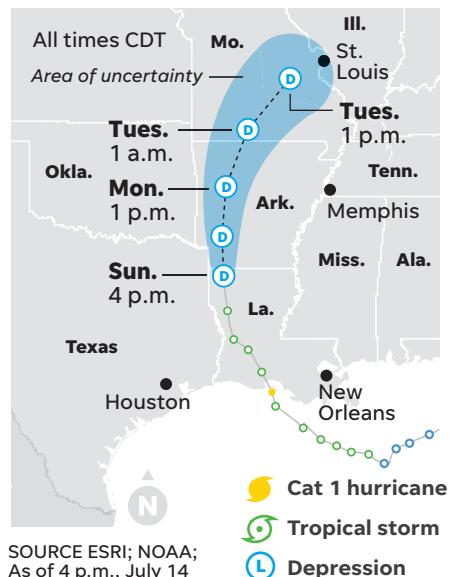 All times CDT
Mo.
Ill.
Area of uncertainty
D
St.
Louis
Tues.
1 p.m.
D
Tues.
1 a.m.
Okla.
Tenn.
D
Mon.
1 p.m.
Ark.
Memphis
D
Miss.
Ala.
D
Sun.
4 p.m.
La.
Texas
Houston
New
Orleans
N
Cat 1 hurricane
Tropical storm
L
Depression
SOURCE ESRI; NOAA;
As of 4 p.m., July 14